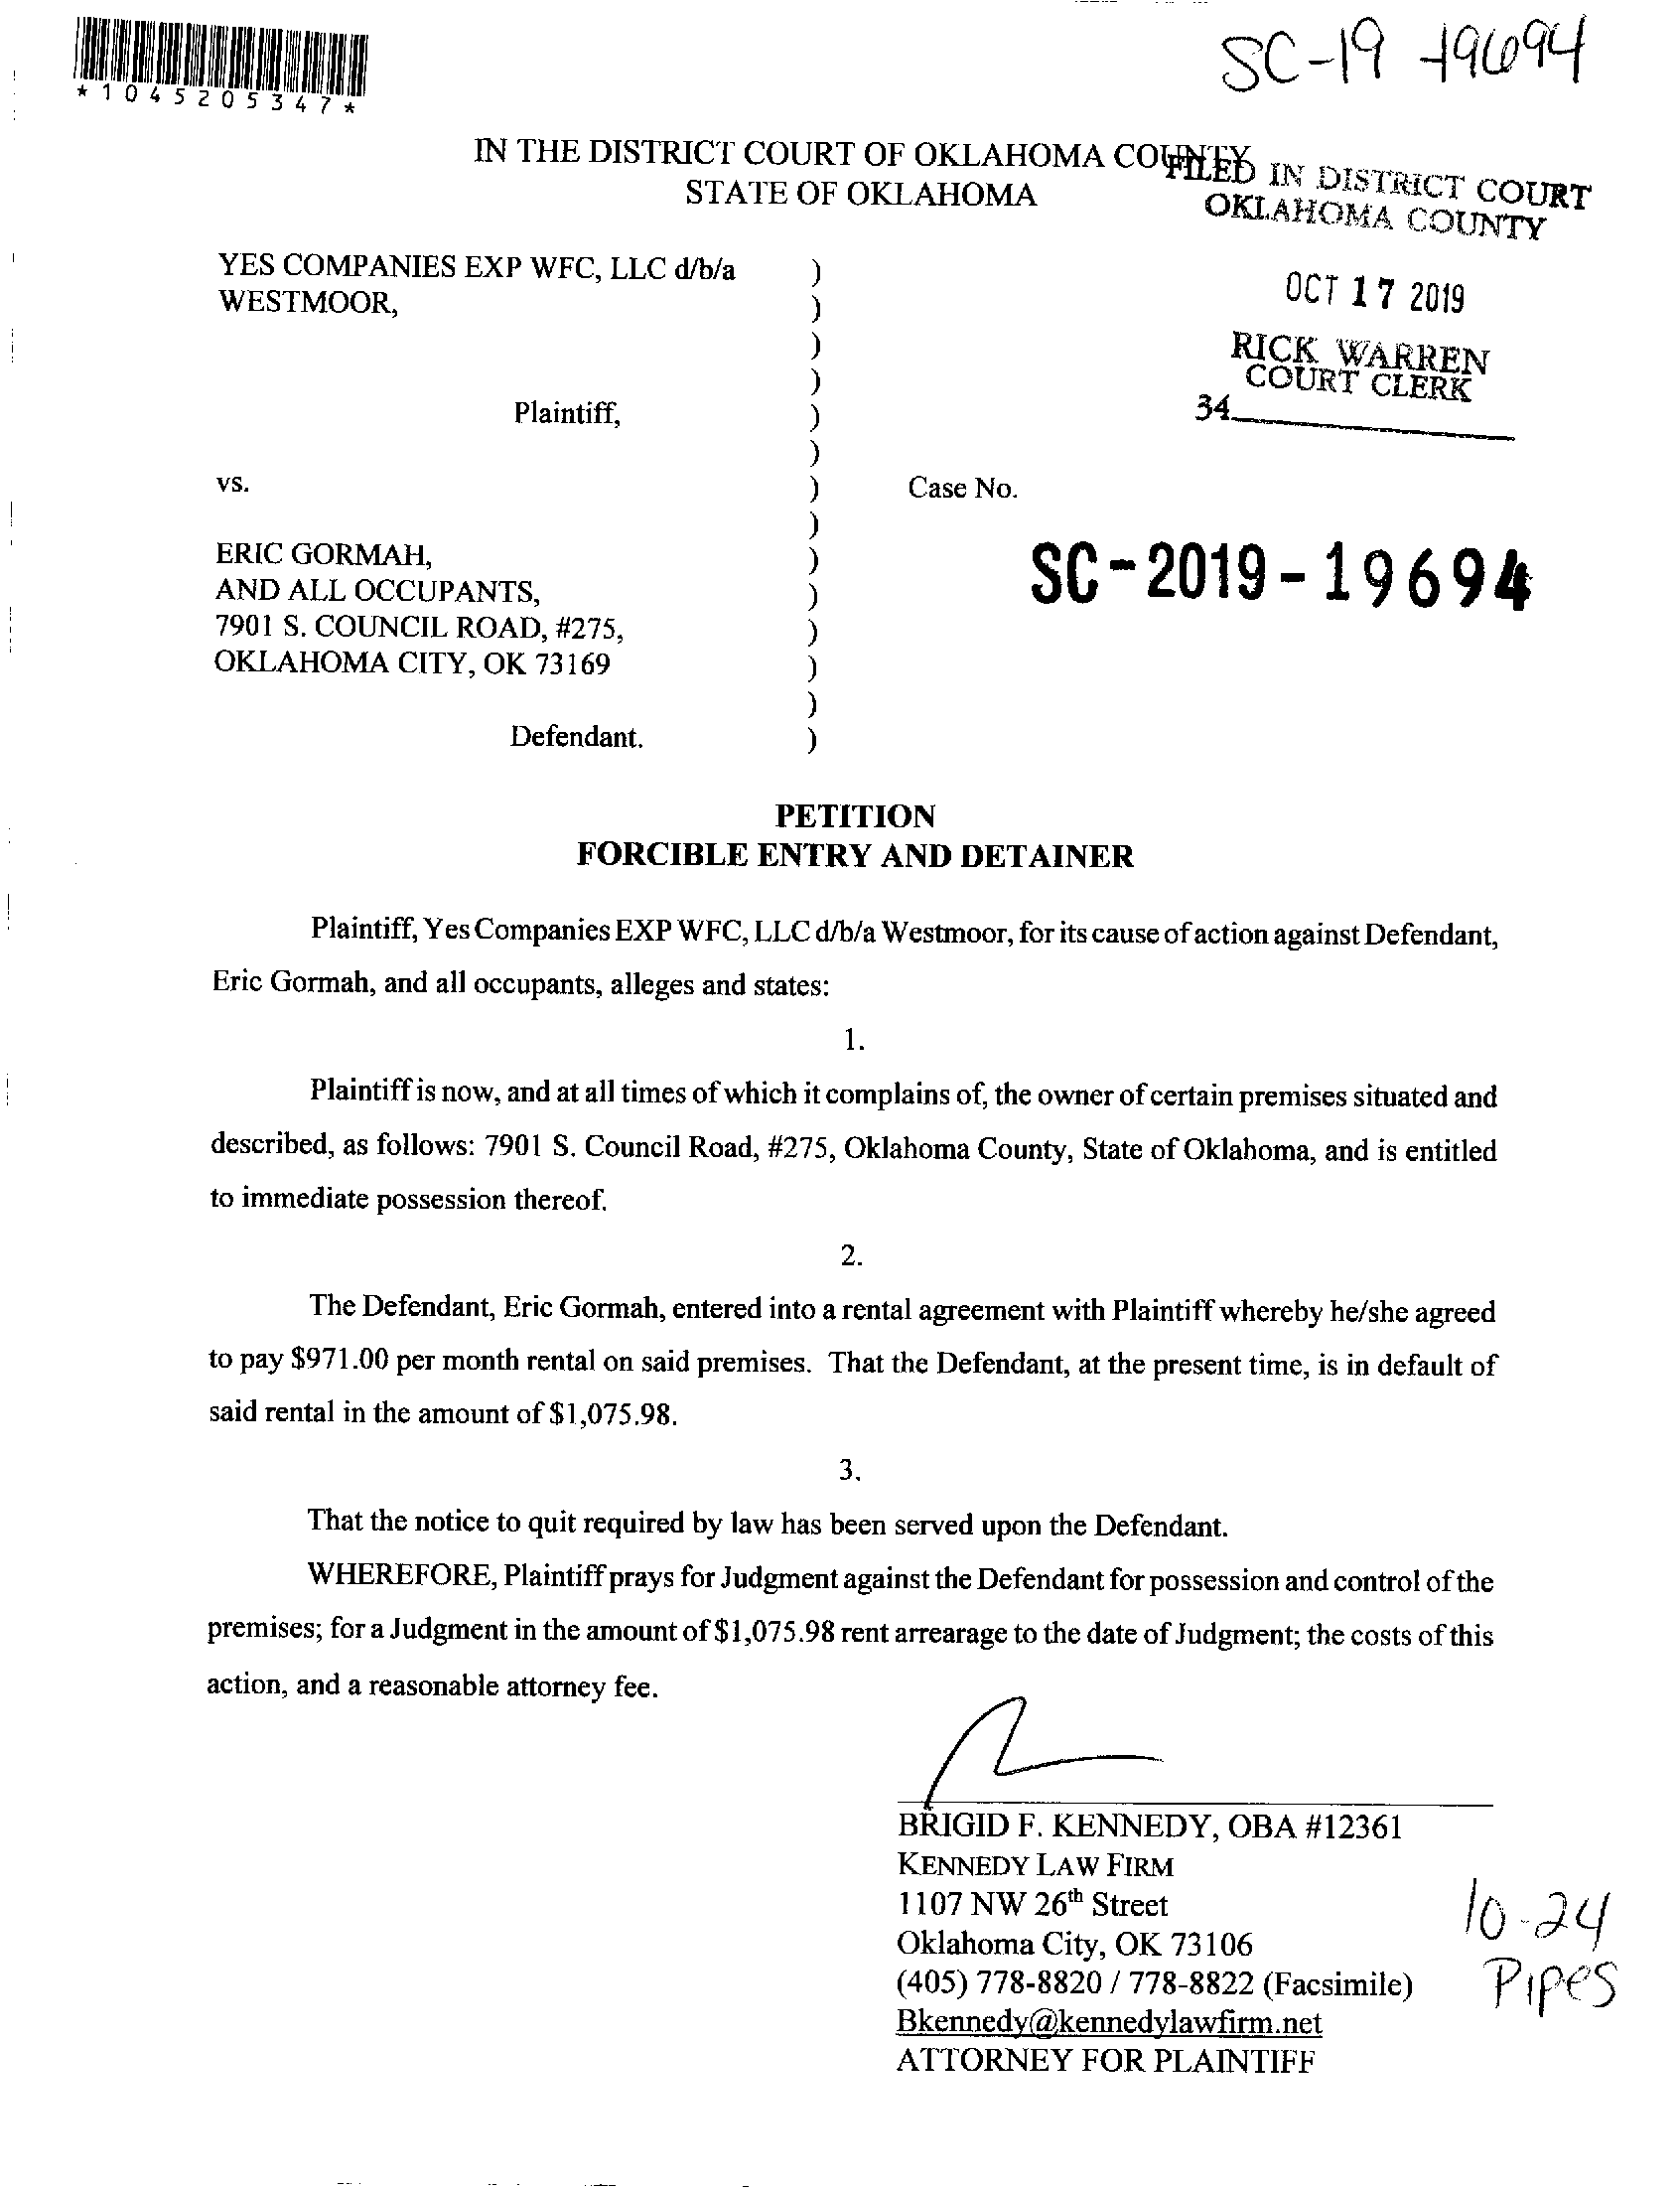 SC-19-19694
*1045205347*
IN THE DISTRICT COURT OF OKLAHOMA COUNTY
STATE OF OKLAHOMA
FILED IN DISTRICT COURT
OKLAHOMA COUNTY
OCT 17 2019
RICK WARREN
COURT CLERK
34
YES COMPANIES EXP WFC, LLC d/b/a )
WESTMOOR, )
)
)
Plaintiff, )
)
vs. ) Case No.
)
ERIC GORMAH, ) SC-2019-19694
AND ALL OCCUPANTS, )
7901 S. COUNCIL ROAD, #275, )
OKLAHOMA CITY, OK 73169 )
)
Defendant. )
PETITION
FORCIBLE ENTRY AND DETAINER
Plaintiff, Yes Companies EXP WFC, LLC d/b/a Westmoor, for its cause of action against Defendant,
Eric Gormah, and all occupants, alleges and states:
1.
Plaintiff is now, and at all times of which it complains of, the owner of certain premises situated and
described, as follows: 7901 S. Council Road, #275, Oklahoma County, State of Oklahoma, and is entitled
to immediate possession thereof.
2.
The Defendant, Eric Gormah, entered into a rental agreement with Plaintiff whereby he/she agreed
to pay $971.00 per month rental on said premises. That the Defendant, at the present time, is in default of
said rental in the amount of $1,075.98.
3.
That the notice to quit required by law has been served upon the Defendant.
WHEREFORE, Plaintiff prays for Judgment against the Defendant for possession and control of the
premises; for a Judgment in the amount of $1,075.98 rent arrearage to the date of Judgment; the costs of this
action, and a reasonable attorney fee.
BRIGID F. KENNEDY, OBA #12361
KENNEDY LAW FIRM
1107 NW 26th Street
Oklahoma City, OK 73106
(405) 778-8820 / 778-8822 (Facsimile)
Bkennedy@kennedylawfirm.net
ATTORNEY FOR PLAINTIFF
10-24
Pipes